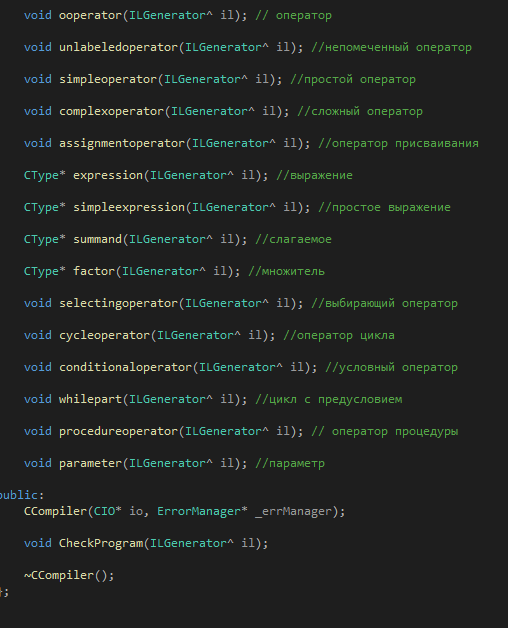 void ooperator(ILGenerator^ il); // оператор
void unlabeledoperator(ILGenerator^ il); //непомеченный оператор
void simpleoperator(ILGenerator^ il); //простой оператор
void complexoperator(ILGenerator^ il); //сложный оператор
void assignmentoperator(ILGenerator^ il); //оператор присваивания
CType* expression(ILGenerator^ il); //выражение
CType* simpleexpression(ILGenerator^ il); //простое выражение
CType* summand(ILGenerator^ il); //слагаемое
CType* factor(ILGenerator^ il); //множитель
void selectingoperator(ILGenerator^ il); //выбирающий оператор
void cycleoperator(ILGenerator^ il); //оператор цикла
void conditionaloperator(ILGenerator^ il); //условный оператор
void whilepart(ILGenerator^ il); //цикл с предусловием
void procedureoperator(ILGenerator^ il); // оператор процедуры
void parameter(ILGenerator^ il); //параметр
public:
CCompiler(CIO* io, ErrorManager* _errManager);
void CheckProgram(ILGenerator^ il);
~CCompiler();
};